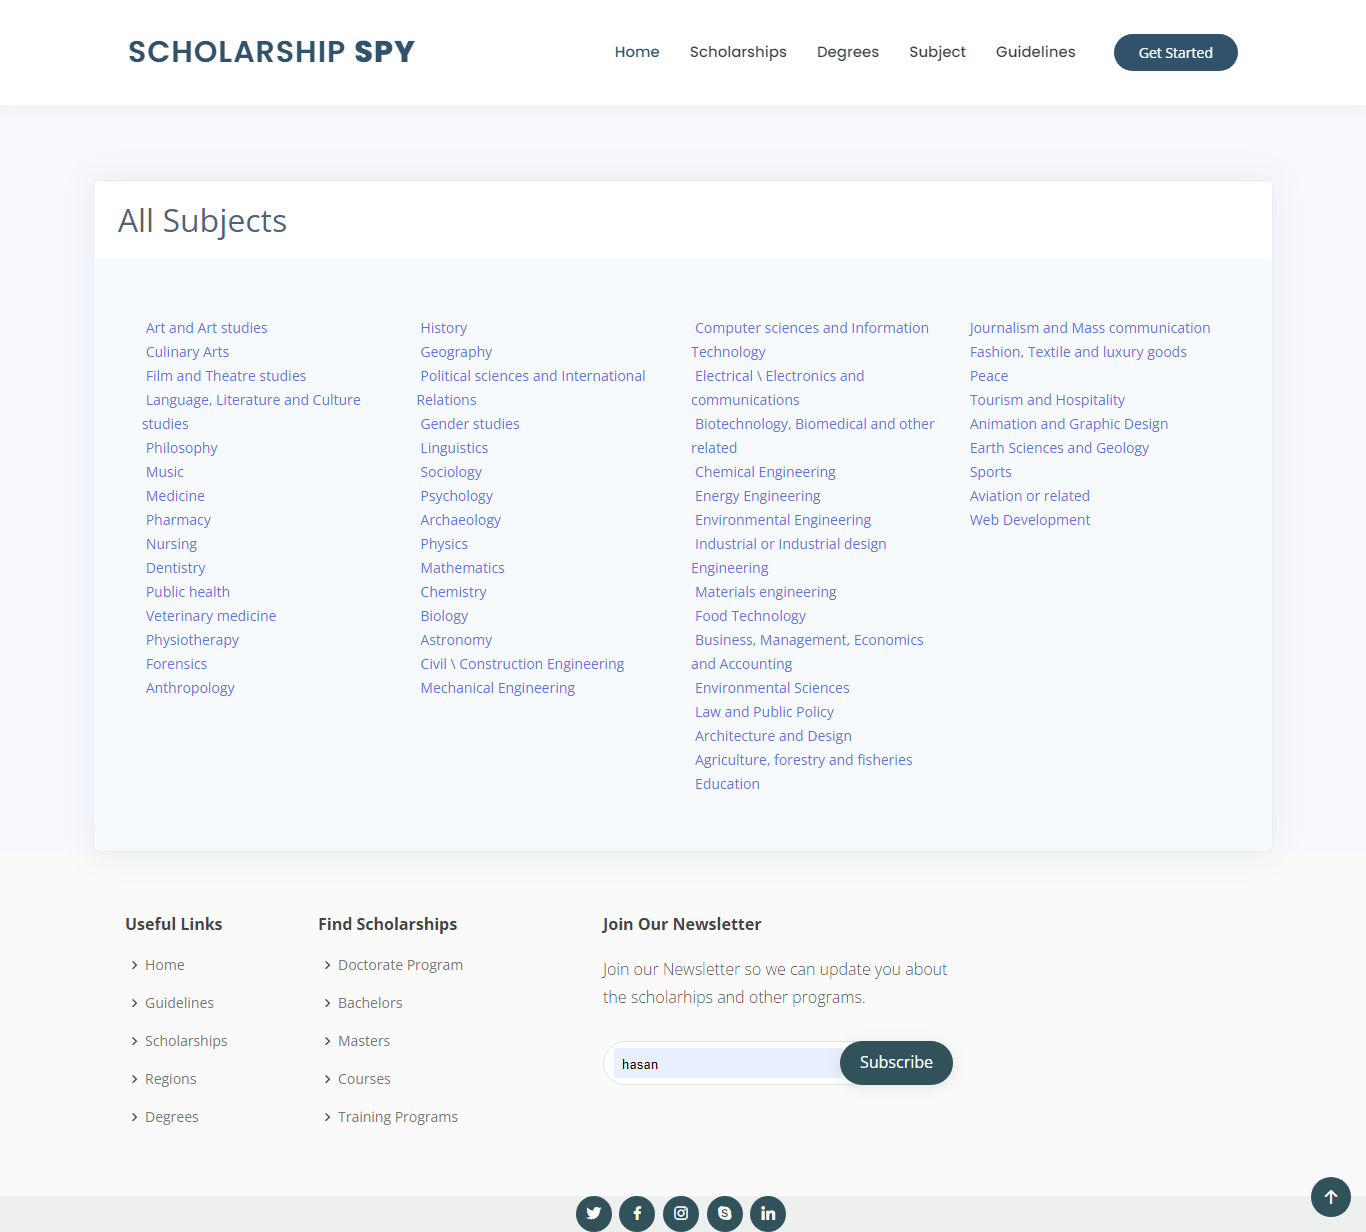 SCHOLARSHIP SPY
Home
Scholarships
Degrees
Subject
Guidelines
Get Started
All Subjects
Art and Art studies
Culinary Arts
Film and Theatre studies
Language, Literature and Culture
studies
Philosophy
Music
Medicine
Pharmacy
Nursing
Dentistry
Public health
Veterinary medicine
Physiotherapy
Forensics
Anthropology
History
Geography
Political sciences and International
Relations
Gender studies
Linguistics
Sociology
Psychology
Archaeology
Physics
Mathematics
Chemistry
Biology
Astronomy
Civil \ Construction Engineering
Mechanical Engineering
Computer sciences and Information
Technology
Electrical \ Electronics and
communications
Biotechnology, Biomedical and other
related
Chemical Engineering
Energy Engineering
Environmental Engineering
Industrial or Industrial design
Engineering
Materials engineering
Food Technology
Business, Management, Economics
and Accounting
Environmental Sciences
Law and Public Policy
Architecture and Design
Agriculture, forestry and fisheries
Education
Journalism and Mass communication
Fashion, Textile and luxury goods
Peace
Tourism and Hospitality
Animation and Graphic Design
Earth Sciences and Geology
Sports
Aviation or related
Web Development
Useful Links
Home
Guidelines
Scholarships
Regions
Degrees
Find Scholarships
Doctorate Program
Bachelors
Masters
Courses
Training Programs
Join Our Newsletter
Join our Newsletter so we can update you about
the scholarhips and other programs.
hasan
Subscribe